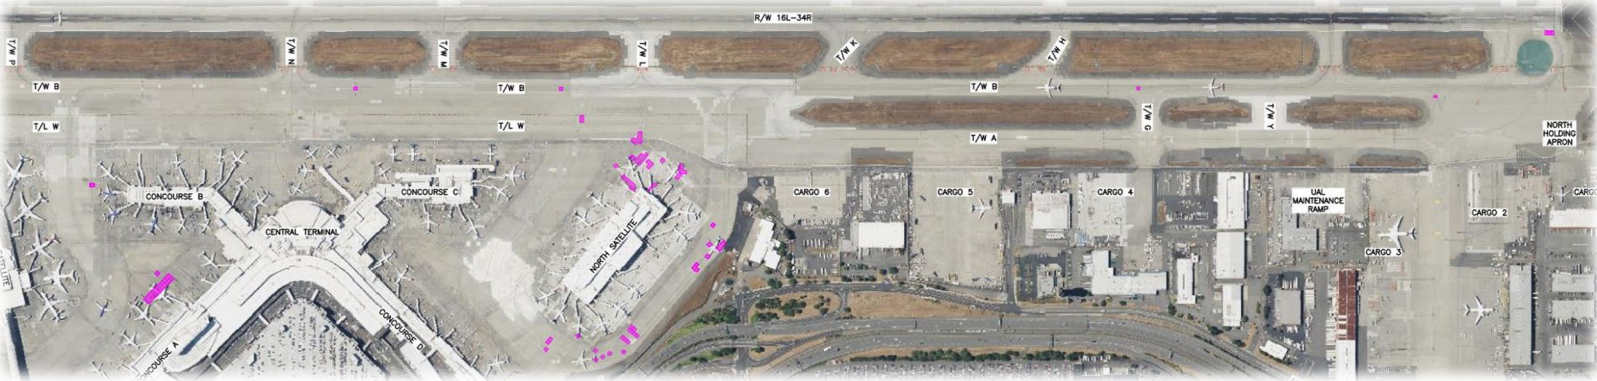 R/W 16L-34R
T/W P
T/W N
T/W M
T/W L
T/W K
T/W H
T/W B
T/W B
T/W B
T/L W
T/L W
T/W A
T/W G
T/W Y
NORTH
HOLDING
APRON
CONCOURSE B
CONCOURSE C
CARGO 6
CARGO 5
CARGO 4
UAL
MAINTENANCE
RAMP
CARGO 2
CARGO
CENTRAL TERMINAL
NORTH SATELLITE
CARGO 3
CONCOURSE A
CONCOURSE D